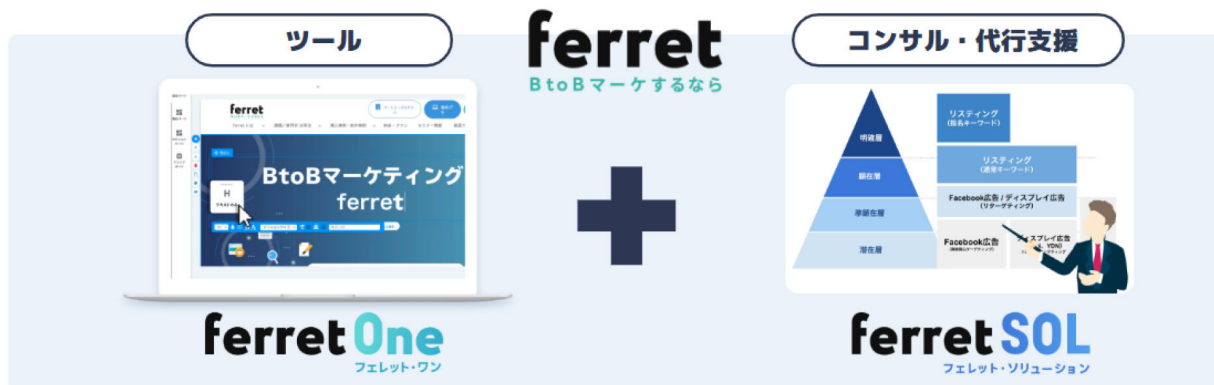 ツール
ferret
BtoBマーケするなら
コンサル・代行支援
ferret
BtoBマーケティング
ferret
H
ferret One
フェレット・ワン
明確層
顕在層
準顕在層
潜在層
リスティング
(指名キーワード)
リスティング
(通常キーワード)
Facebook広告 / ディスプレイ広告
(リターゲティング)
Facebook広告
ディスプレイ広告
YDN)
ferret SOL
フェレット・ソリューション